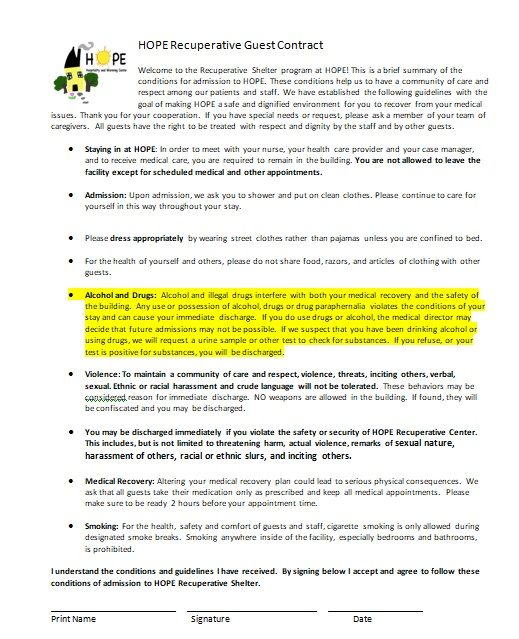 HOPE Recuperative Guest Contract
HOPE
Hospitality and Nursing Center
Welcome to the Recuperative Shelter program at HOPE! This is a brief summary of the
conditions for admission to HOPE. These conditions help us to have a community of care and
respect among our patients and staff. We have established the following guidelines with the
goal of making HOPE a safe and dignified environment for you to recover from your medical
issues. Thank you for your cooperation. If you have special needs or request, please ask a member of your team of
caregivers. All guests have the right to be treated with respect and dignity by the staff and by other guests.
• Staying in at HOPE: In order to meet with your nurse, your health care provider and your case manager,
and to receive medical care, you are required to remain in the building. You are not allowed to leave the
facility except for scheduled medical and other appointments.
• Admission: Upon admission, we ask you to shower and put on clean clothes. Please continue to care for
yourself in this way throughout your stay.
• Please dress appropriately by wearing street clothes rather than pajamas unless you are confined to bed.
• For the health of yourself and others, please do not share food, razors, and articles of clothing with other
guests.
• Alcohol and Drugs: Alcohol and illegal drugs interfere with both your medical recovery and the safety of
the building. Any use or possession of alcohol, drugs or drug paraphernalia violates the conditions of your
stay and can cause your immediate discharge. If you do use drugs or alcohol, the medical director may
decide that future admissions may not be possible. If we suspect that you have been drinking alcohol or
using drugs, we will request a urine sample or other test to check for substances. If you refuse, or your
test is positive for substances, you will be discharged.
• Violence: To maintain a community of care and respect, violence, threats, inciting others, verbal,
sexual. Ethnic or racial harassment and crude language will not be tolerated. These behaviors may be
considered reason for immediate discharge. NO weapons are allowed in the building. If found, they will
be confiscated and you may be discharged.
• You may be discharged immediately if you violate the safety or security of HOPE Recuperative Center.
This includes, but is not limited to threatening harm, actual violence, remarks of sexual nature,
harassment of others, racial or ethnic slurs, and inciting others.
• Medical Recovery: Altering your medical recovery plan could lead to serious physical consequences. We
ask that all guests take their medication only as prescribed and keep all medical appointments. Please
make sure to be ready 2 hours before your appointment time.
• Smoking: For the health, safety and comfort of guests and staff, cigarette smoking is only allowed during
designated smoke breaks. Smoking anywhere inside of the facility, especially bedrooms and bathrooms,
is prohibited.
I understand the conditions and guidelines I have received. By signing below I accept and agree to follow these
conditions of admission to HOPE Recuperative Shelter.
Print Name Signature Date